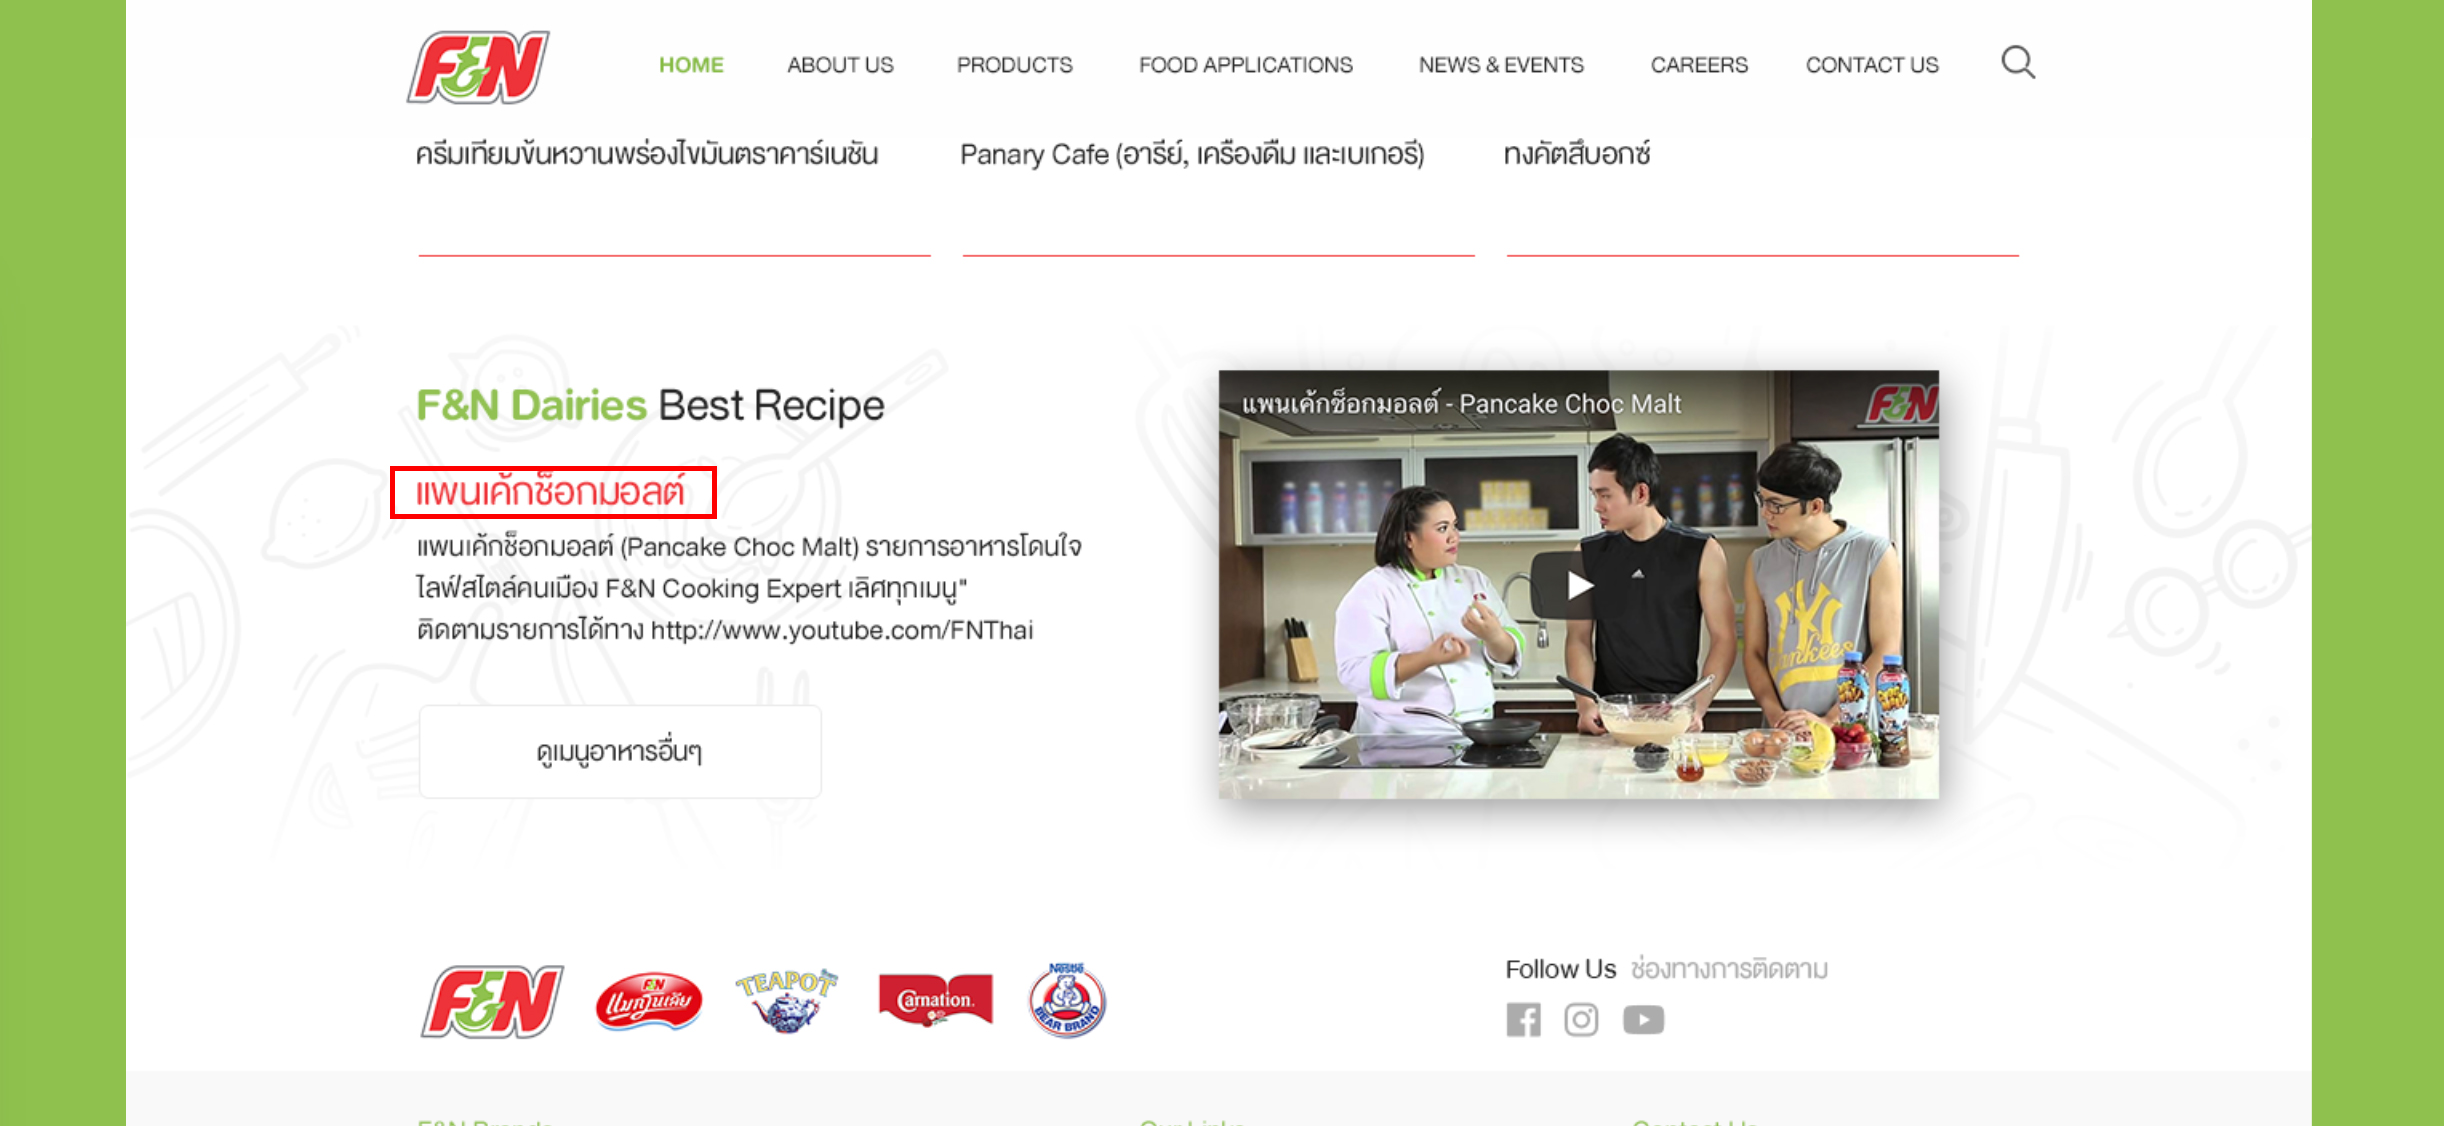 F&N
HOME ABOUT US PRODUCTS FOOD APPLICATIONS NEWS & EVENTS CAREERS CONTACT US
ครีมเทียมข้นหวานพร่องไขมันตราคาร์เนชัน
Panary Cafe (อารีย์, เครื่องดื่ม และเบเกอรี)
ทงคัตสึบอกซ์
F&N Dairies Best Recipe
แพนเค้กช็อกมอลต์
แพนเค้กช็อกมอลต์ (Pancake Choc Malt) รายการอาหารโดนใจ
ไลฟ์สไตล์คนเมือง F&N Cooking Expert เลิศทุกเมนู"
ติดตามรายการได้ทาง http://www.youtube.com/FNThai
ดูเมนูอาหารอื่นๆ
แพนเค้กช็อกมอลต์ - Pancake Choc Malt
F&N
NY
Yankees
F&N
F&N
แมกโนเลีย
TEAPOT
Carnation.
Nestlé
BEAR BRAND
Follow Us ช่องทางการติดตาม
F&N Brands
Our Links
Contact Us